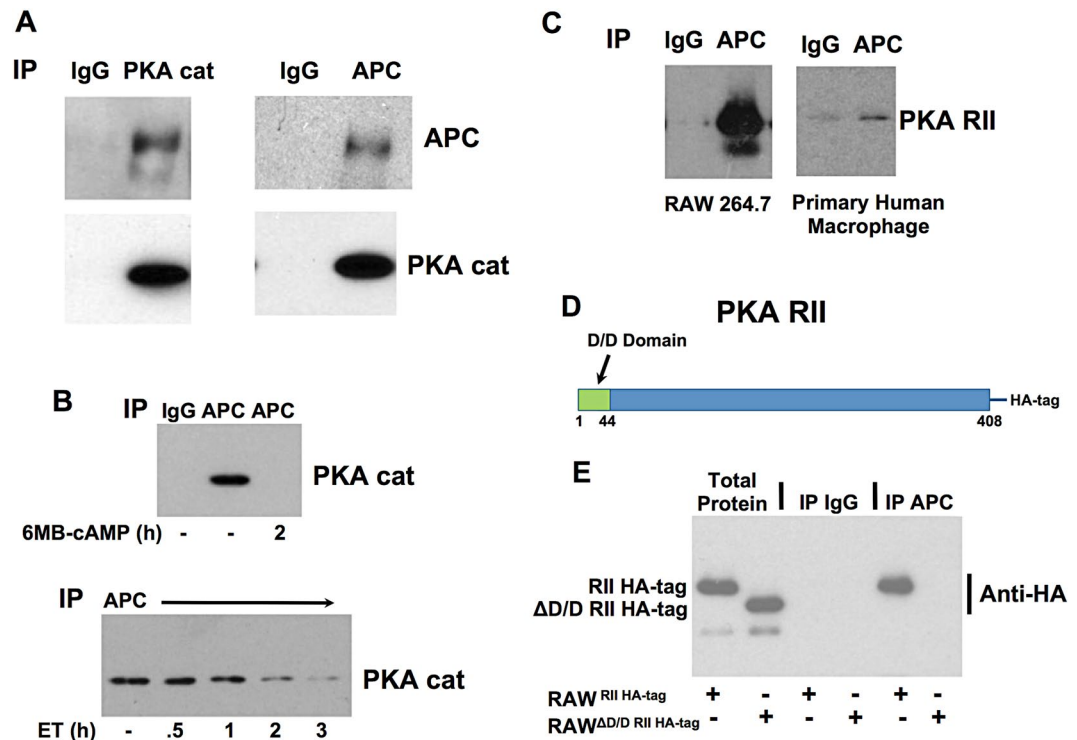 A
IP IgG PKA cat IgG APC
APC
PKA cat
B
IP IgG APC APC
PKA cat
6MB-cAMP (h) - - 2
IP APC
PKA cat
ET (h) - .5 1 2 3
C
IP IgG APC IgG APC
PKA RII
RAW 264.7
Primary Human
Macrophage
D
PKA RII
D/D Domain
HA-tag
1 44 408
E
Total
Protein | IP IgG | IP APC
RII HA-tag
ΔD/D RII HA-tag
Anti-HA
RAW RII HA-tag + - + - + -
RAW ΔD/D RII HA-tag - + - + - +